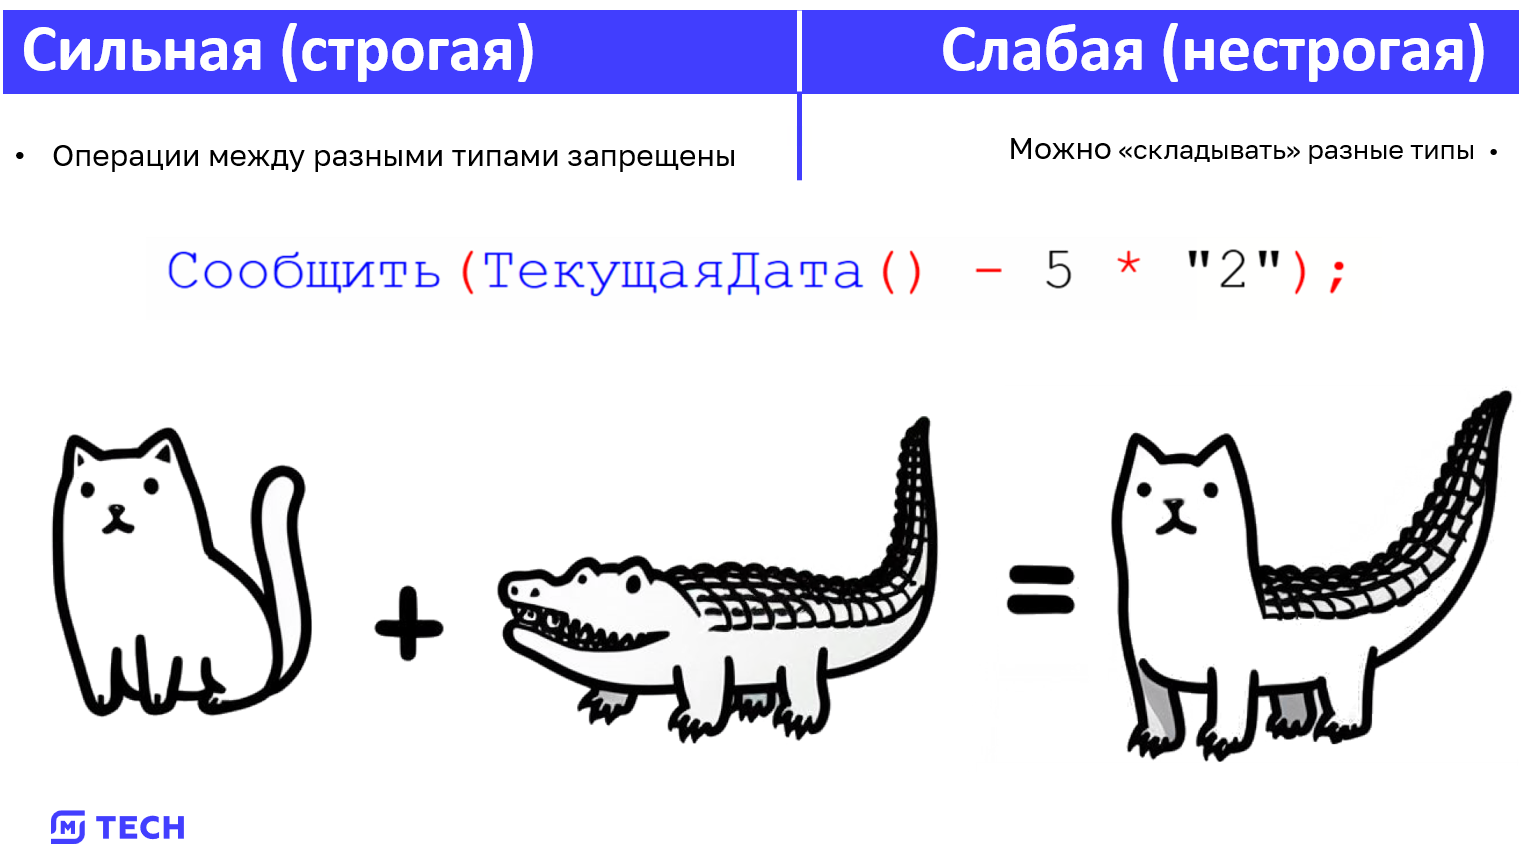 Сильная (строгая)
Слабая (нестрогая)
• Операции между разными типами запрещены
Можно «складывать» разные типы •
Сообщить(ТекущаяДата() - 5 * "2");
+
=
M TECH